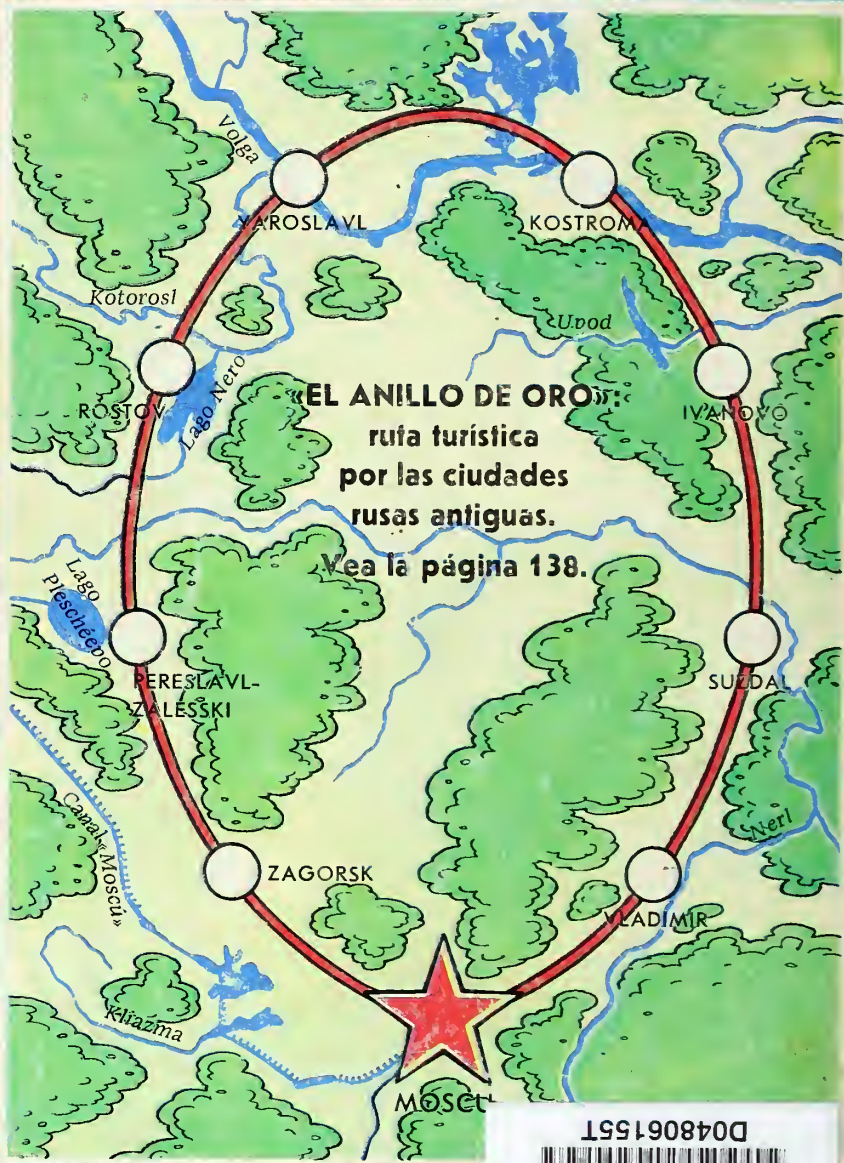 Volga
YAROSLAVL
KOSTROMA
Kotorosl
Uvod
ROSTOV
Lago Nero
«EL ANILLO DE ORO»:
ruta turística
por las ciudades
rusas antiguas.
Vea la página 138.
IVANOVO
Lago
Pleschéevo
PERESLAVL-
ZALESSKI
SUZDAL
Canal «Moscú»
Nerl
ZAGORSK
VLADIMIR
Kliazma
MOSCU
D04806155T